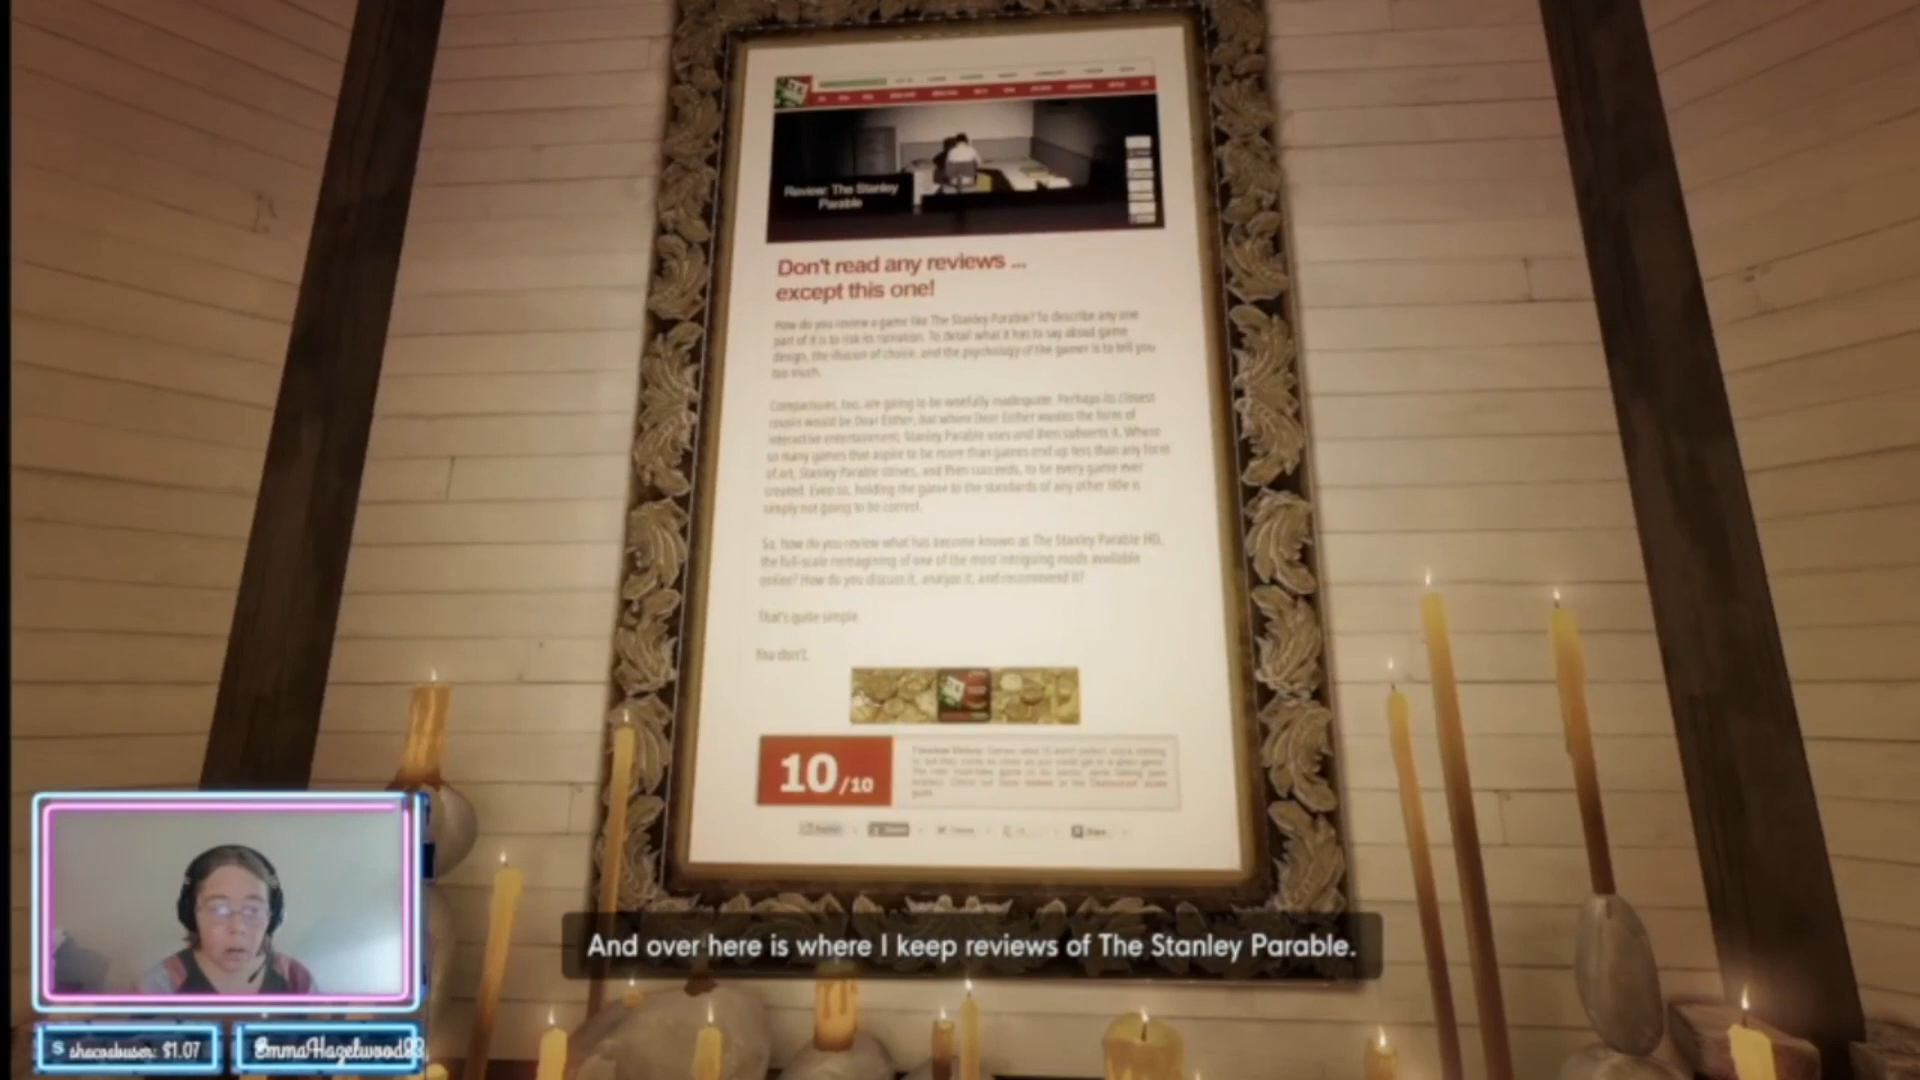 Review: The Stanley
Parable
Don't read any reviews ...
except this one!
How do you review a game like The Stanley Parable? To describe any one
part of it is to risk its ruination. To detail what it has to say about game
design, the illusion of choice, and the psychology of the gamer is to tell you
too much.
Comparisons, too, are going to be woefully inadequate. Perhaps its closest
cousin would be Dear Esther, but where Dear Esther wastes the form of
interactive entertainment, Stanley Parable uses and then subverts it. Where
so many games that aspire to be more than games end up less than any form
of art, Stanley Parable strives, and then succeeds, to be every game ever
created. Even so, holding the game to the standards of any other title is
simply not going to be correct.
So, how do you review what has become known as The Stanley Parable HD,
the full-scale reimagining of one of the most intriguing mods available
online? How do you discuss it, analyze it, and recommend it?
That's quite simple.
You don't.
10/10
And over here is where I keep reviews of The Stanley Parable.
: $1.07
EmmaHazelwood83